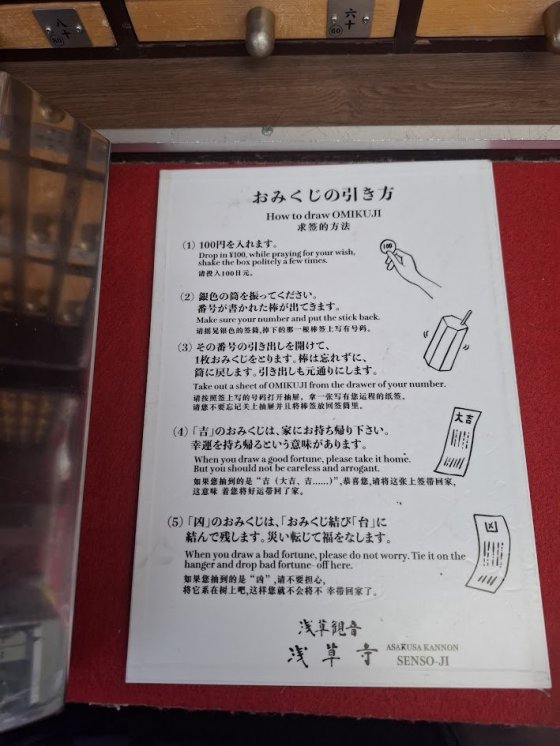 八十
80
六十
60
おみくじの引き方
How to draw OMIKUJI
求签的方法
(1) 100円を入れます。
Drop in ¥100, while praying for your wish,
shake the box politely a few times.
请投入100日元。
100
(2) 銀色の筒を振ってください。
番号が書かれた棒が出てきます。
Make sure your number and put the stick back.
请摇晃银色的签筒,掉下的那一根棒签上写有号码。
(3) その番号の引き出しを開けて、
1枚おみくじをとります。棒は忘れずに、
筒に戻します。引き出しも元通りにします。
Take out a sheet of OMIKUJI from the drawer of your number.
请按照签上写的号码打开抽屉，拿一张写有您运程的纸签。
请您不要忘记关上抽屉并且将棒签放回签筒里。
(4) 「吉」のおみくじは、家にお持ち帰り下さい。
幸運を持ち帰るという意味があります。
When you draw a good fortune, please take it home.
But you should not be careless and arrogant.
如果您抽到的是“吉（大吉、吉……）”,恭喜您,请将这张上签带回家,
这意味 着您将好运带回了家。
大吉
(5) 「凶」のおみくじは、「おみくじ結び「台」に
結んで残します。災い転じて福をなします。
When you draw a bad fortune, please do not worry. Tie it on the
hanger and drop bad fortune-off here.
如果您抽到的是“凶”,请不要担心,
将它系在树上吧,这样您就不会将不 幸带回家了。
凶
浅草観音
浅草寺
ASAKUSA KANNON
SENSO-JI